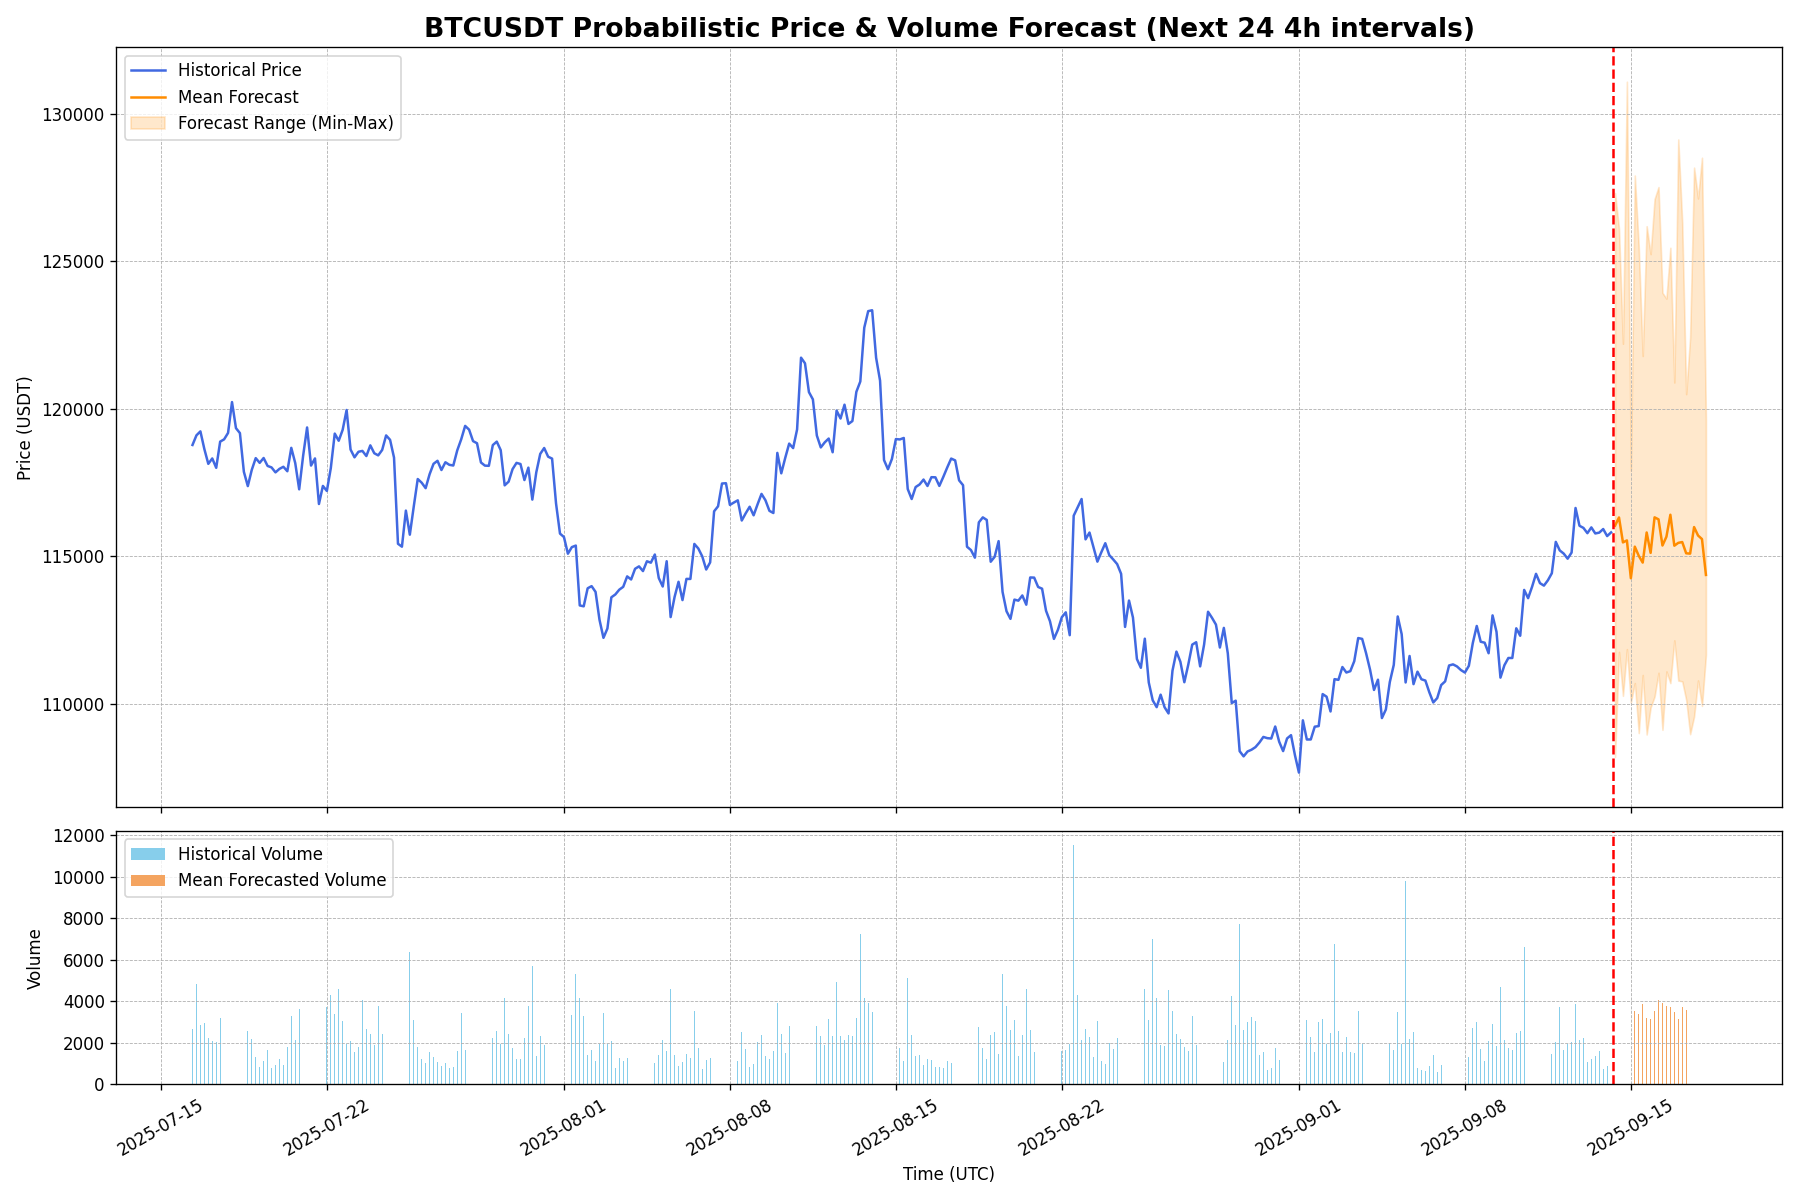 BTCUSDT Probabilistic Price & Volume Forecast (Next 24 4h intervals)
Historical Price
Mean Forecast
Forecast Range (Min-Max)
130000
125000
120000
115000
110000
Price (USDT)
Historical Volume
Mean Forecasted Volume
12000
10000
8000
6000
4000
2000
0
Volume
2025-07-15
2025-07-22
2025-08-01
2025-08-08
2025-08-15
2025-08-22
2025-09-01
2025-09-08
2025-09-15
Time (UTC)